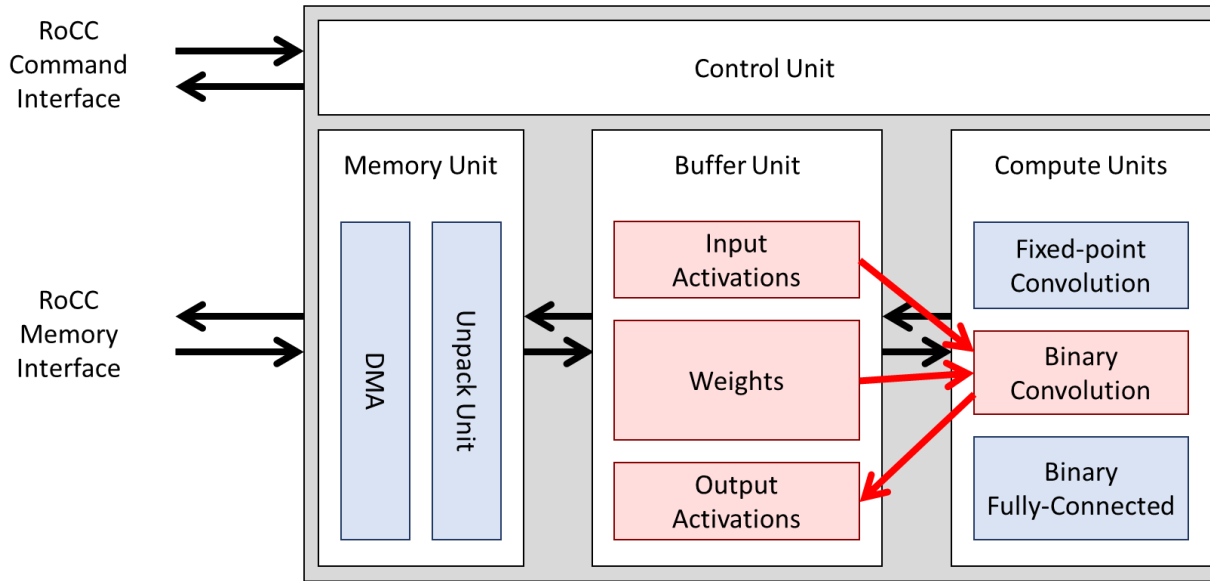 RoCC
Command
Interface
Control Unit
Memory Unit
Buffer Unit
Compute Units
RoCC
Memory
Interface
DMA
Unpack Unit
Input
Activations
Weights
Output
Activations
Fixed-point
Convolution
Binary
Convolution
Binary
Fully-Connected